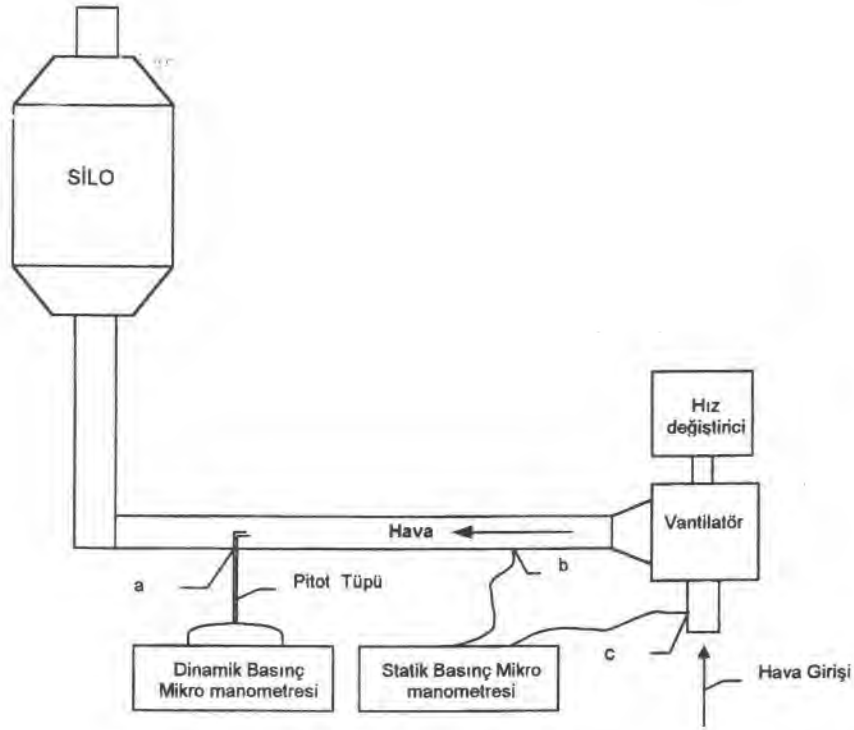 SİLO
Hız
değiştirici
Vantilatör
Hava
a
Pitot Tüpü
b
Dinamik Basınç
Mikro manometresi
Statik Basınç Mikro
manometresi
c
Hava Girişi